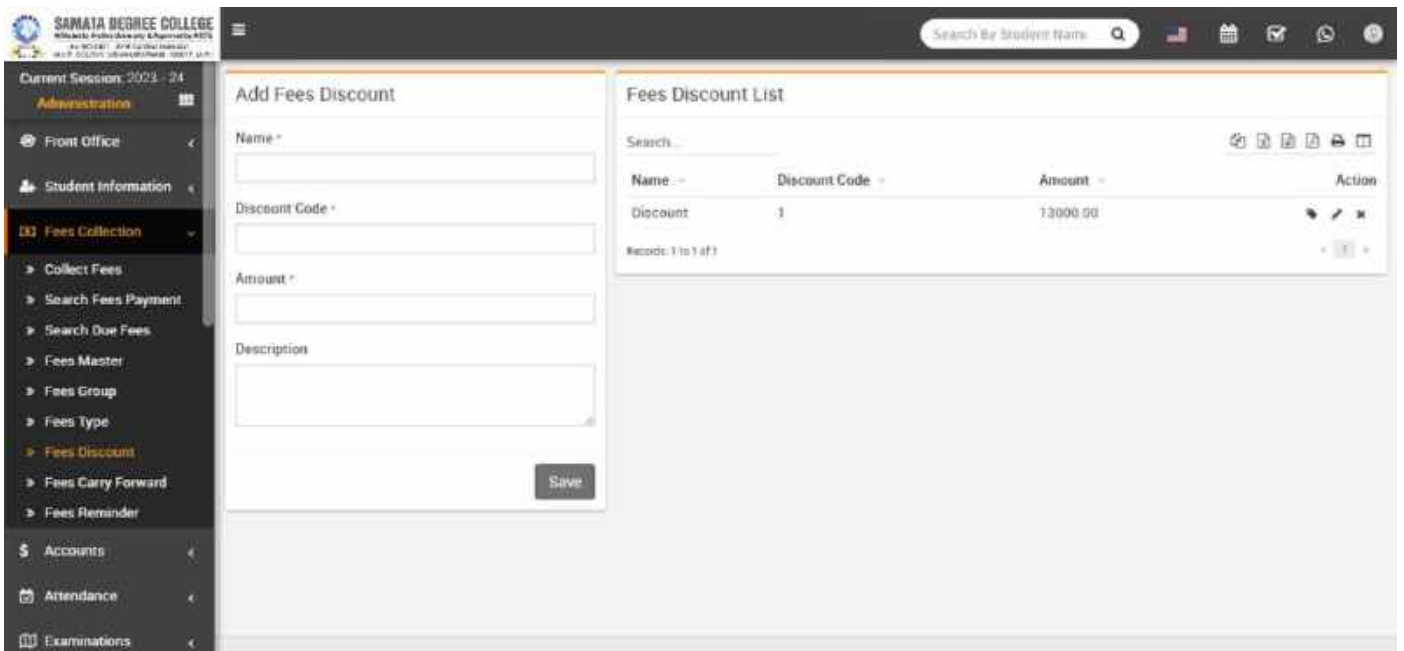 SAMATA DEGREE COLLEGE
Search By Student Name
Current Session: 2023 - 24
Administration
Front Office
Student Information
Fees Collection
Collect Fees
Search Fees Payment
Search Due Fees
Fees Master
Fees Group
Fees Type
Fees Discount
Fees Carry Forward
Fees Reminder
$ Accounts
Attendance
Examinations
Add Fees Discount
Name *
Discount Code *
Amount *
Description
Save
Fees Discount List
Search...
Name Discount Code Amount Action
Discount 1 13000.00
Records: 1 to 1 of 1
1